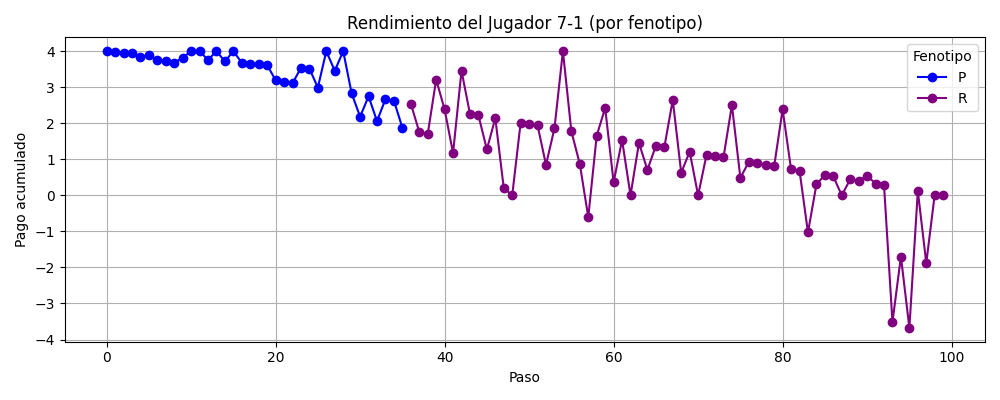 Rendimiento del Jugador 7-1 (por fenotipo)
Pago acumulado
4
3
2
1
0
−1
−2
−3
−4
Fenotipo
P
R
0
20
40
60
80
100
Paso